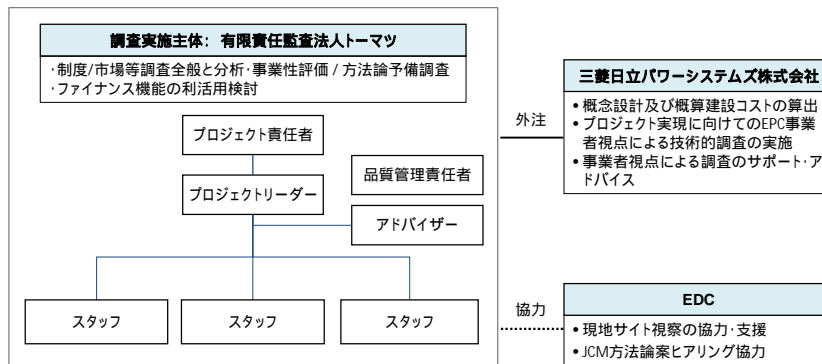 調査実施主体: 有限責任監査法人トーマツ
・制度/市場等調査全般と分析・事業性評価 / 方法論予備調査
・ファイナンス機能の利活用検討
プロジェクト責任者
品質管理責任者
プロジェクトリーダー
アドバイザー
スタッフ
スタッフ
スタッフ
外注
三菱日立パワーシステムズ株式会社
• 概念設計及び概算建設コストの算出
• プロジェクト実現に向けてのEPC事業
者視点による技術的調査の実施
• 事業者視点による調査のサポート・ア
ドバイス
協力
EDC
• 現地サイト視察の協力・支援
• JCM方法論案ヒアリング協力